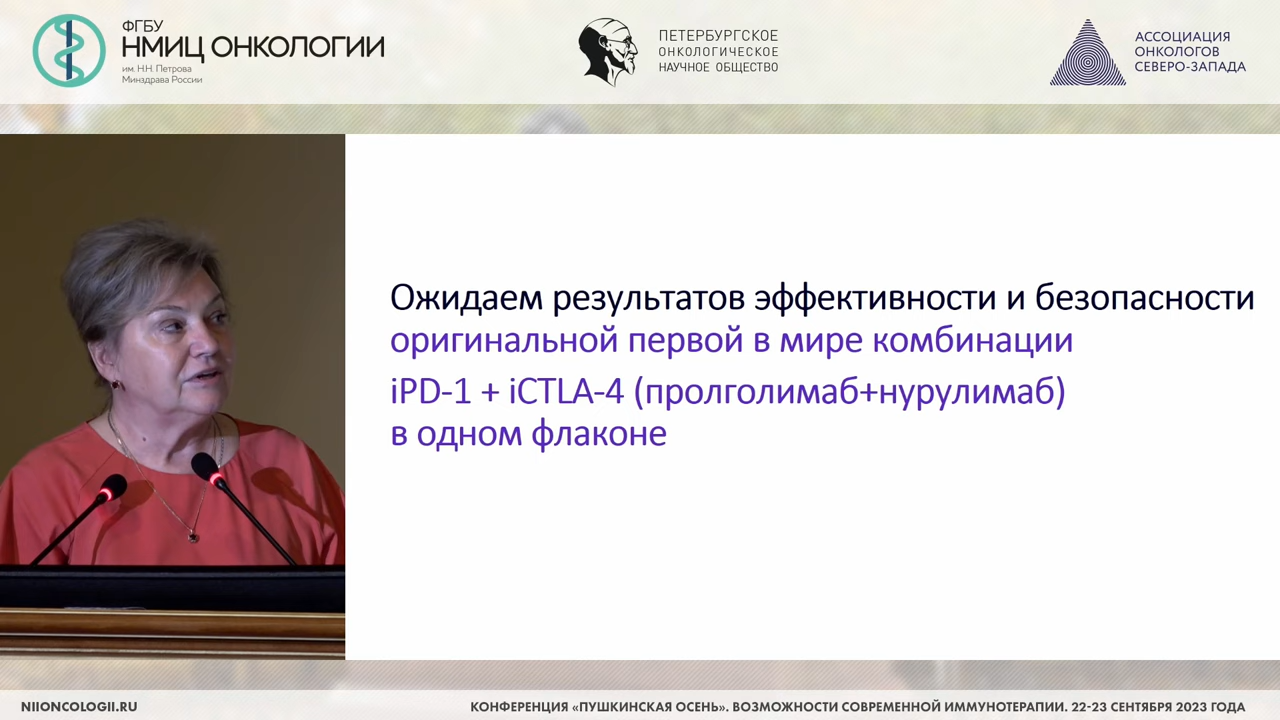 ФГБУ
НМИЦ ОНКОЛОГИИ
им. Н.Н. Петрова
Минздрава России
ПЕТЕРБУРГСКОЕ
ОНКОЛОГИЧЕСКОЕ
НАУЧНОЕ ОБЩЕСТВО
АССОЦИАЦИЯ
ОНКОЛОГОВ
СЕВЕРО-ЗАПАДА
Ожидаем результатов эффективности и безопасности
оригинальной первой в мире комбинации
iPD-1 + iCTLA-4 (пролголимаб+нурулимаб)
в одном флаконе
NIIONCOLOGII.RU
КОНФЕРЕНЦИЯ «ПУШКИНСКАЯ ОСЕНЬ». ВОЗМОЖНОСТИ СОВРЕМЕННОЙ ИММУНОТЕРАПИИ. 22-23 СЕНТЯБРЯ 2023 ГОДА